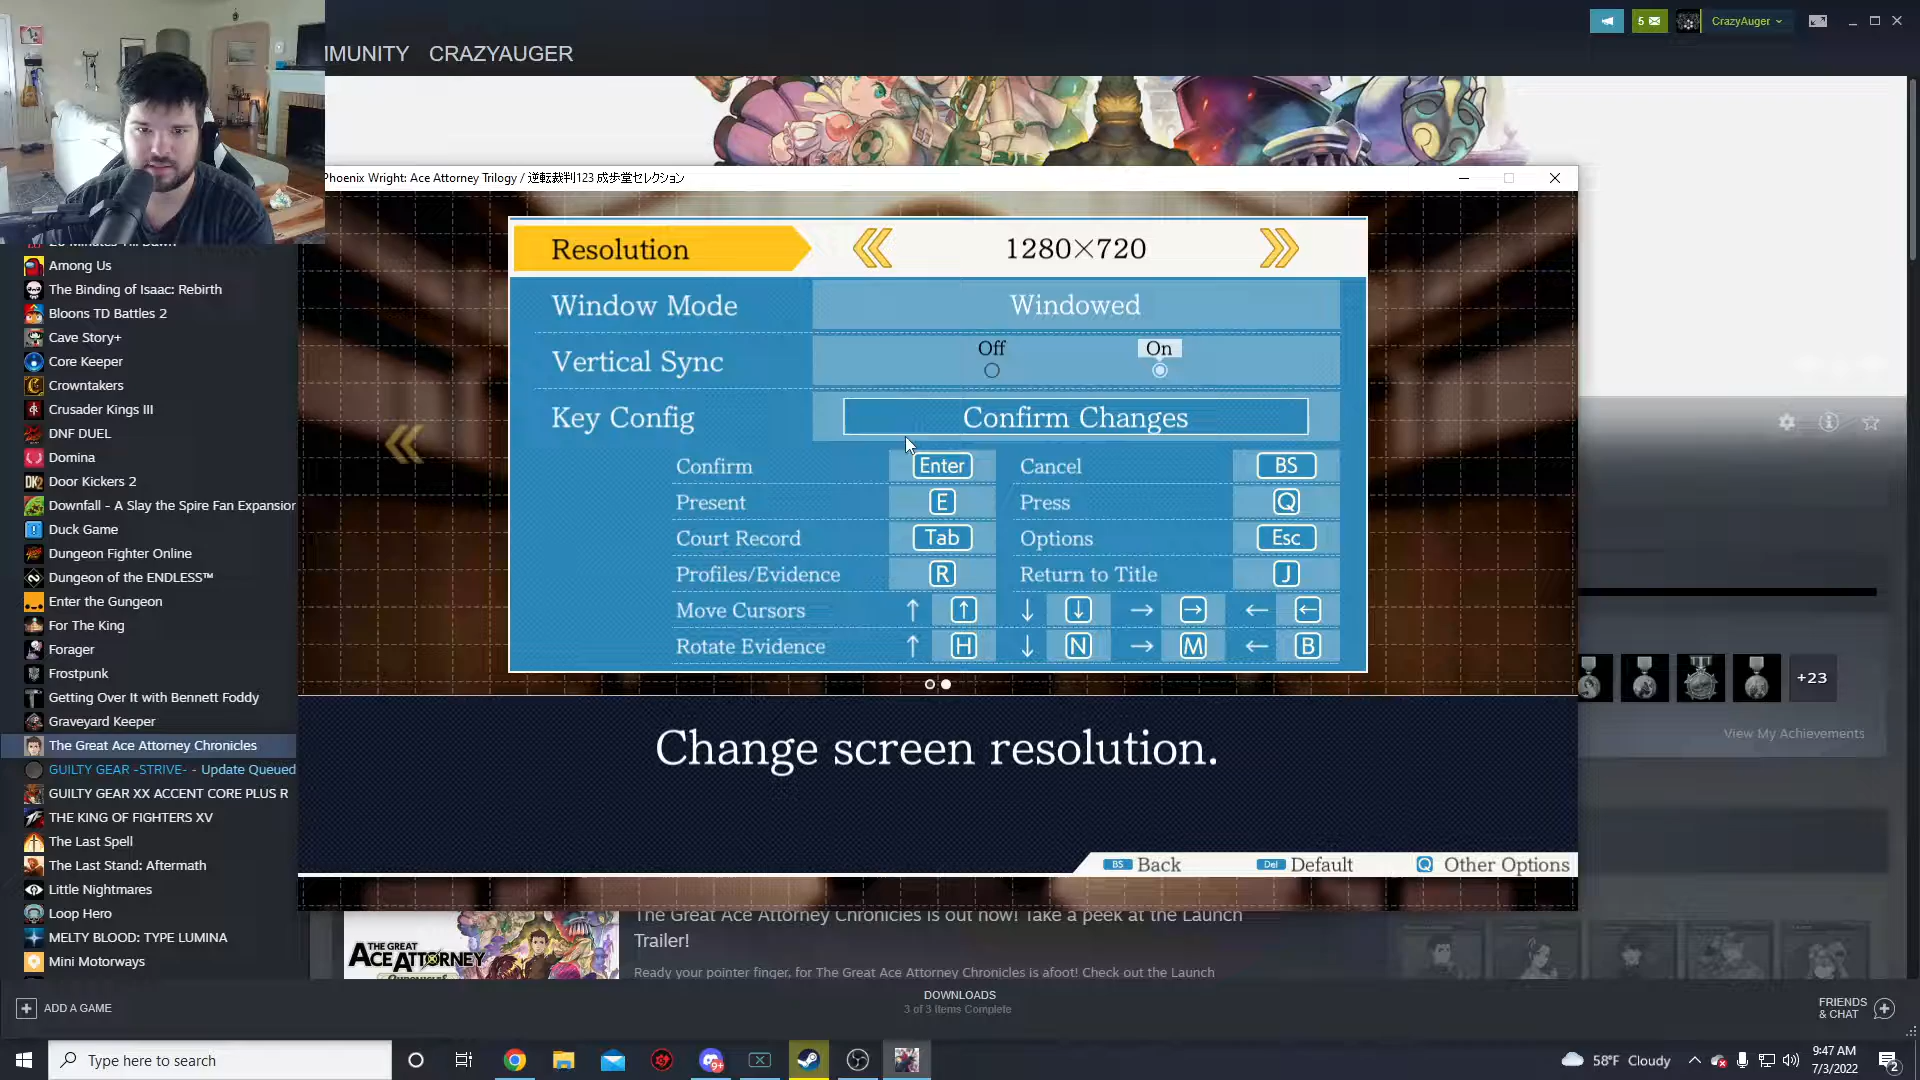 MUNITY CRAZYAUGER
5
CrazyAuger
Phoenix Wright: Ace Attorney Trilogy / 逆転裁判123 成歩堂セレクション
Resolution
1280×720
Window Mode
Windowed
Vertical Sync
Off
On
Key Config
Confirm Changes
Confirm
Enter
Cancel
BS
Present
E
Press
Q
Court Record
Tab
Options
Esc
Profiles/Evidence
R
Return to Title
J
Move Cursors
↑ ↑ ↓ ↓ → → ← ←
Rotate Evidence
↑ H ↓ N → M ← B
Change screen resolution.
BS Back
Del Default
Q Other Options
Among Us
The Binding of Isaac: Rebirth
Bloons TD Battles 2
Cave Story+
Core Keeper
Crowntakers
Crusader Kings III
DNF DUEL
Domina
DK2
Door Kickers 2
Downfall - A Slay the Spire Fan Expansion
Duck Game
Dungeon Fighter Online
Dungeon of the ENDLESS™
Enter the Gungeon
For The King
Forager
Frostpunk
Getting Over It with Bennett Foddy
Graveyard Keeper
The Great Ace Attorney Chronicles
GUILTY GEAR -STRIVE- - Update Queued
GUILTY GEAR XX ACCENT CORE PLUS R
THE KING OF FIGHTERS XV
The Last Spell
The Last Stand: Aftermath
Little Nightmares
Loop Hero
MELTY BLOOD: TYPE LUMINA
Mini Motorways
+23
View My Achievements
THE GREAT
ACE ATTORNEY
The Great Ace Attorney Chronicles is out now! Take a peek at the Launch
Trailer!
Ready your pointer finger, for The Great Ace Attorney Chronicles is afoot! Check out the Launch
ADD A GAME
DOWNLOADS
3 of 3 Items Complete
FRIENDS
& CHAT
Type here to search
9+
58°F Cloudy
9:47 AM
7/3/2022
2